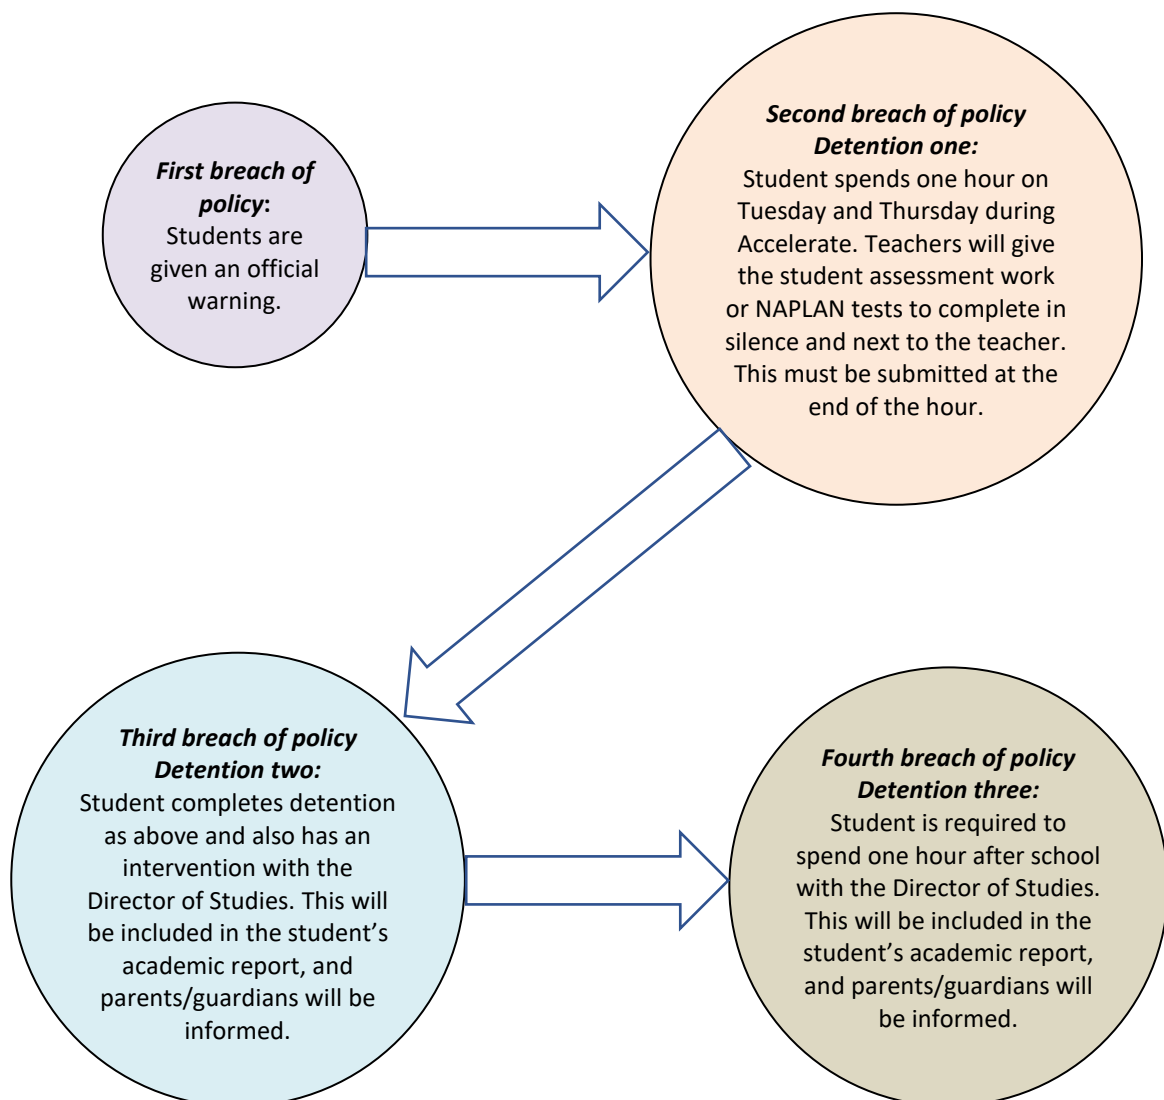 First breach of
policy:
Students are
given an official
warning.
Second breach of policy
Detention one:
Student spends one hour on
Tuesday and Thursday during
Accelerate. Teachers will give
the student assessment work
or NAPLAN tests to complete in
silence and next to the teacher.
This must be submitted at the
end of the hour.
Third breach of policy
Detention two:
Student completes detention
as above and also has an
intervention with the
Director of Studies. This will
be included in the student’s
academic report, and
parents/guardians will be
informed.
Fourth breach of policy
Detention three:
Student is required to
spend one hour after school
with the Director of Studies.
This will be included in the
student’s academic report,
and parents/guardians will
be informed.